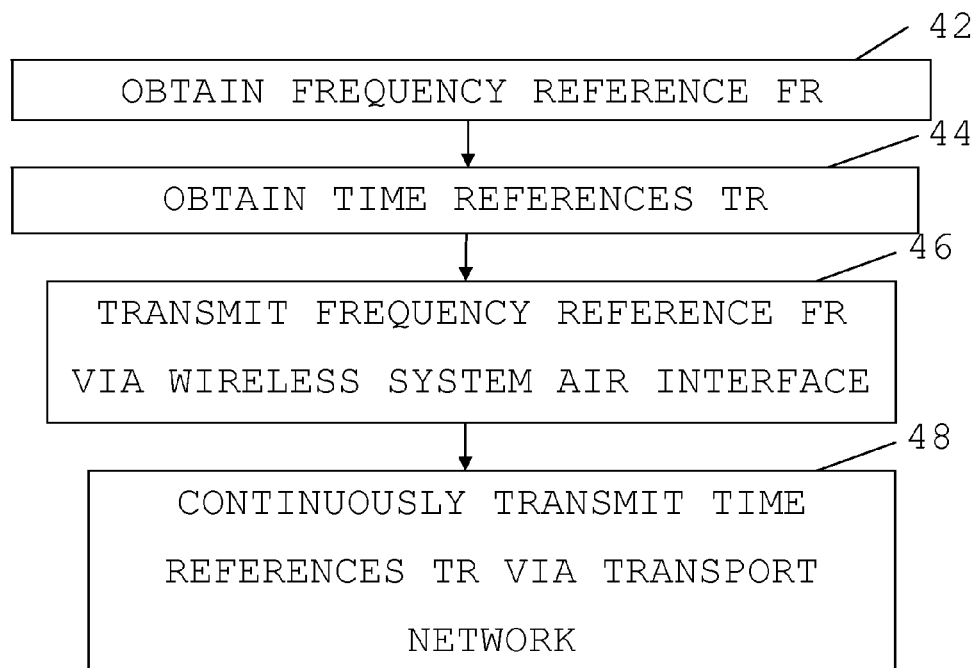 42
OBTAIN FREQUENCY REFERENCE FR
44
OBTAIN TIME REFERENCES TR
46
TRANSMIT FREQUENCY REFERENCE FR
VIA WIRELESS SYSTEM AIR INTERFACE
48
CONTINUOUSLY TRANSMIT TIME
REFERENCES TR VIA TRANSPORT
NETWORK